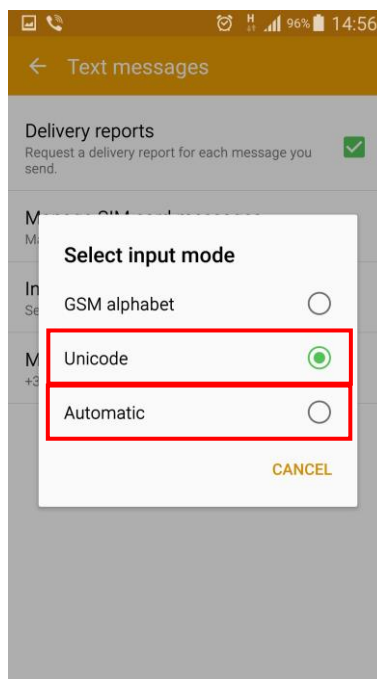 H 96% 14:56
Text messages
Delivery reports
Request a delivery report for each message you
send.
Select input mode
GSM alphabet
Unicode
Automatic
CANCEL